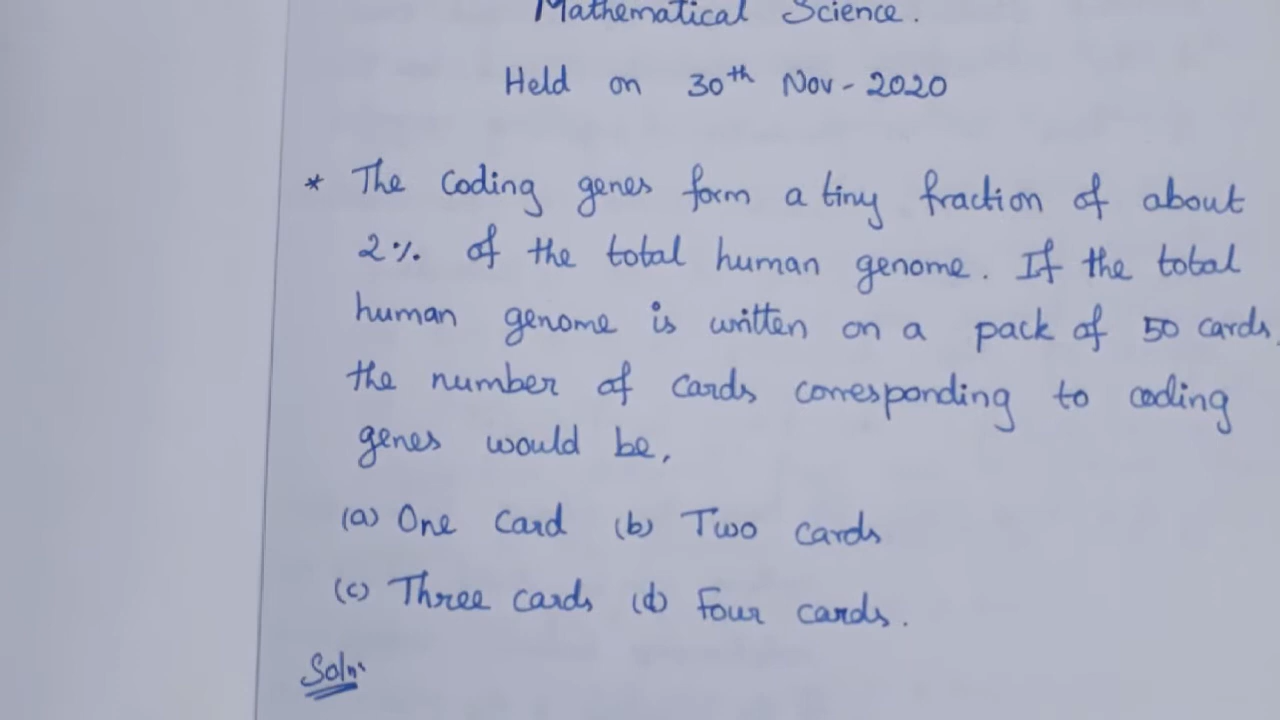 Mathematical Science.
Held on 30th Nov - 2020
* The coding genes form a tiny fraction of about
2%. of the total human genome. If the total
human genome is written on a pack of 50 cards,
the number of cards corresponding to coding
genes would be,
(a) One card (b) Two cards
(c) Three cards (d) Four cards.
Soln: